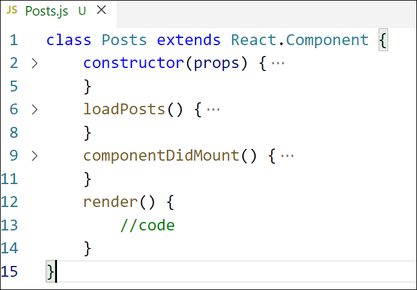 JS Posts.js U ×
1 class Posts extends React.Component {
2 > constructor(props) { ···
5 }
6 > loadPosts() { ···
8 }
9 > componentDidMount() { ···
11 }
12 render() {
13 //code
14 }
15 }